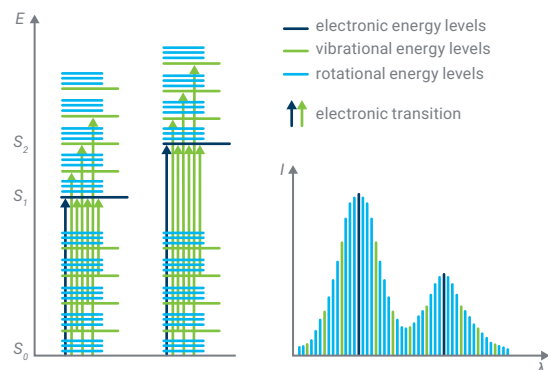 E
electronic energy levels
vibrational energy levels
rotational energy levels
electronic transition
S2
S1
S0
I
λ